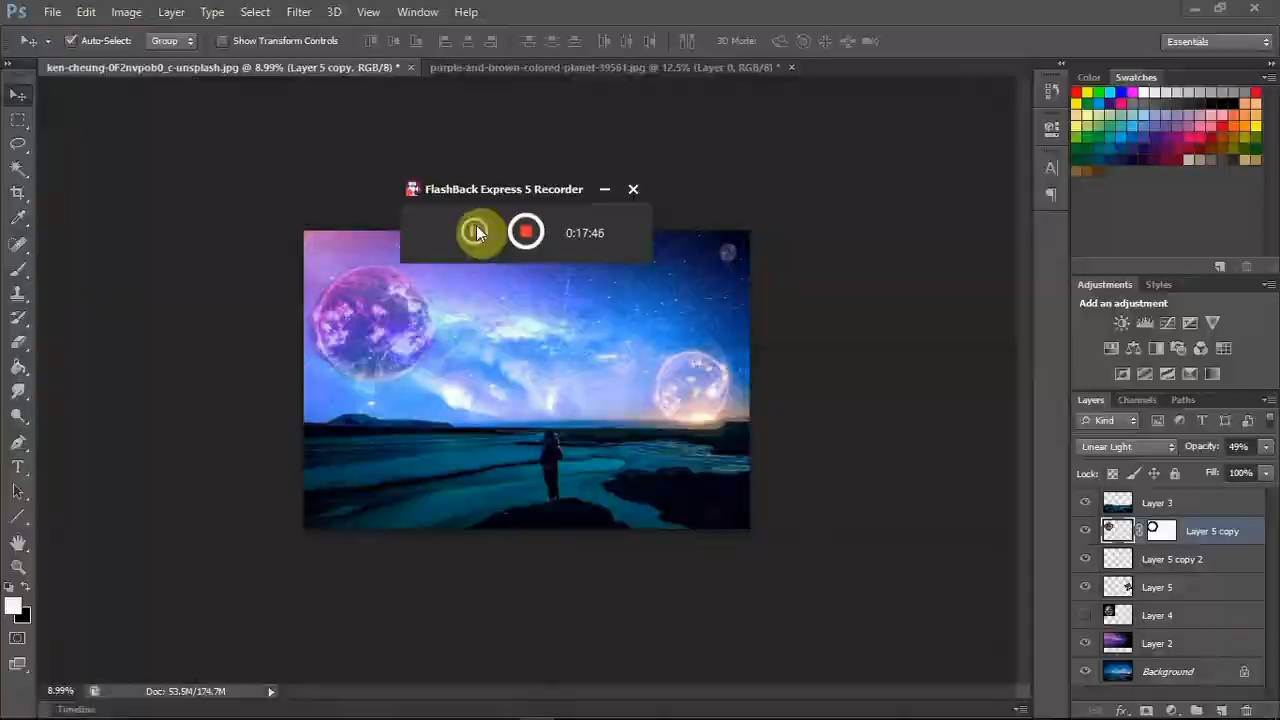 Ps File Edit Image Layer Type Select Filter 3D View Window Help
Auto-Select: Group Show Transform Controls 3D Mode: Essentials
ken-cheung-0F2nvpob0_c-unsplash.jpg @ 8.99% (Layer 5 copy, RGB/8) * × purple-and-brown-colored-planet-39561.jpg @ 12.5% (Layer 0, RGB/8) * ×
Color Swatches
FlashBack Express 5 Recorder
0:17:46
Adjustments Styles
Add an adjustment
Layers Channels Paths
Kind
Linear Light Opacity: 49%
Lock: Fill: 100%
Layer 3
Layer 5 copy
Layer 5 copy 2
Layer 5
Layer 4
Layer 2
Background
8.99% Doc: 53.5M/174.7M
Timeline